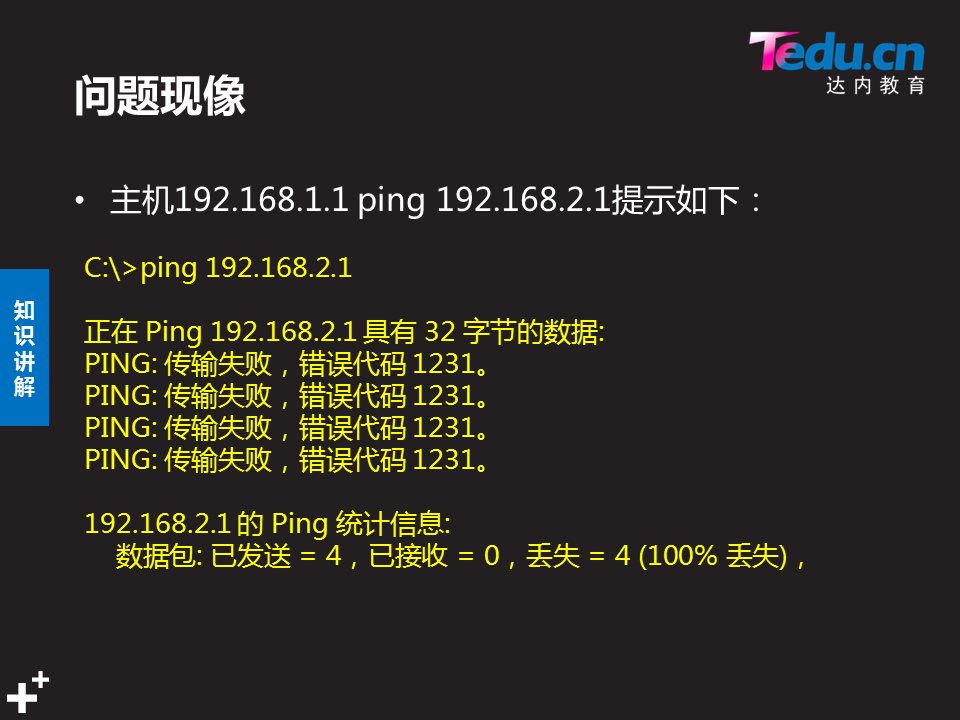 Tedu.cn
达内教育
问题现像
• 主机192.168.1.1 ping 192.168.2.1提示如下：
C:\>ping 192.168.2.1
正在 Ping 192.168.2.1 具有 32 字节的数据:
PING: 传输失败，错误代码 1231。
PING: 传输失败，错误代码 1231。
PING: 传输失败，错误代码 1231。
PING: 传输失败，错误代码 1231。
192.168.2.1 的 Ping 统计信息:
数据包: 已发送 = 4，已接收 = 0，丢失 = 4 (100% 丢失)，
知识讲解